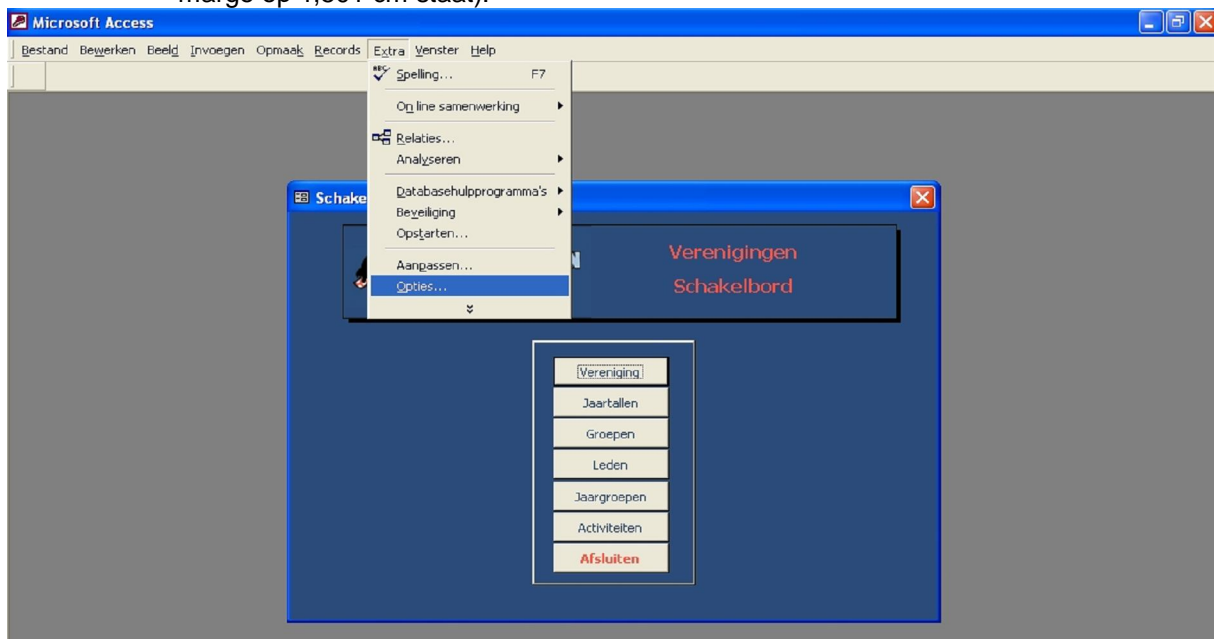 Microsoft Access
Bestand Bewerken Beeld Invoegen Opmaak Records Extra Venster Help
Spelling... F7
On line samenwerking
Relaties...
Analyseren
Databasehulpprogramma's
Beveiliging
Opstarten...
Aanpassen...
Opties...
Schake
N
Verenigingen
Schakelbord
Vereniging
Jaartallen
Groepen
Leden
Jaargroepen
Activiteiten
Afsluiten